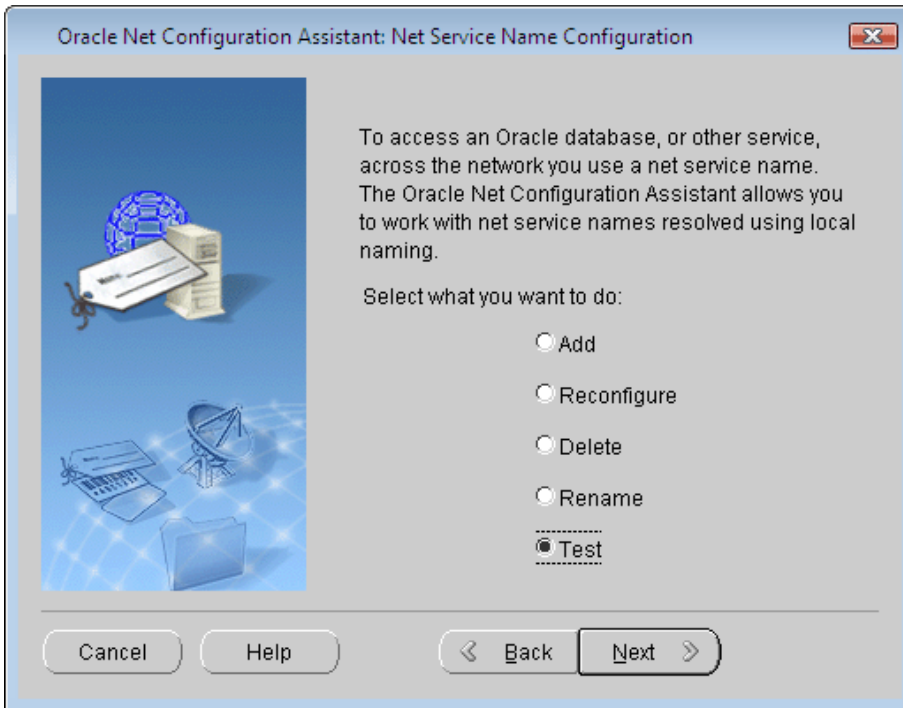 Oracle Net Configuration Assistant: Net Service Name Configuration
To access an Oracle database, or other service,
across the network you use a net service name.
The Oracle Net Configuration Assistant allows you
to work with net service names resolved using local
naming.
Select what you want to do:
Add
Reconfigure
Delete
Rename
Test
Cancel
Help
Back
Next